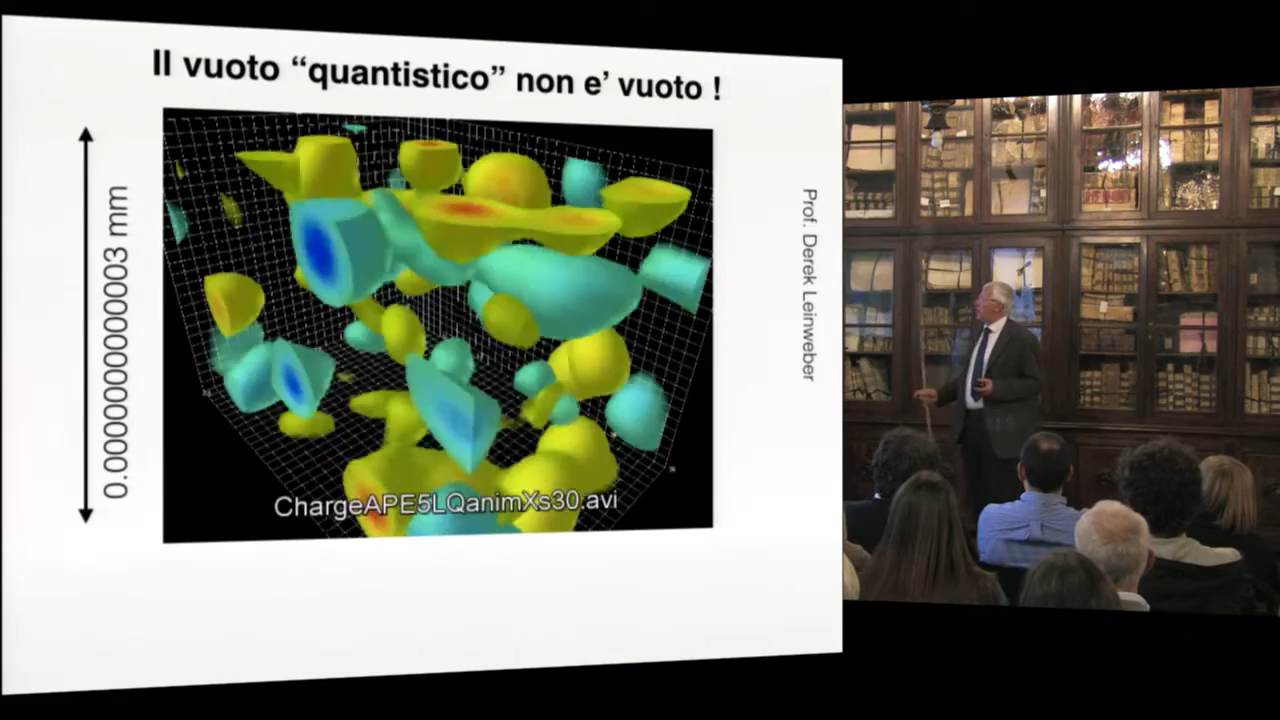 Il vuoto “quantistico” non e’ vuoto !
0.0000000000003 mm
Prof. Derek Leinweber
ChargeAPE5LQanimXs30.avi